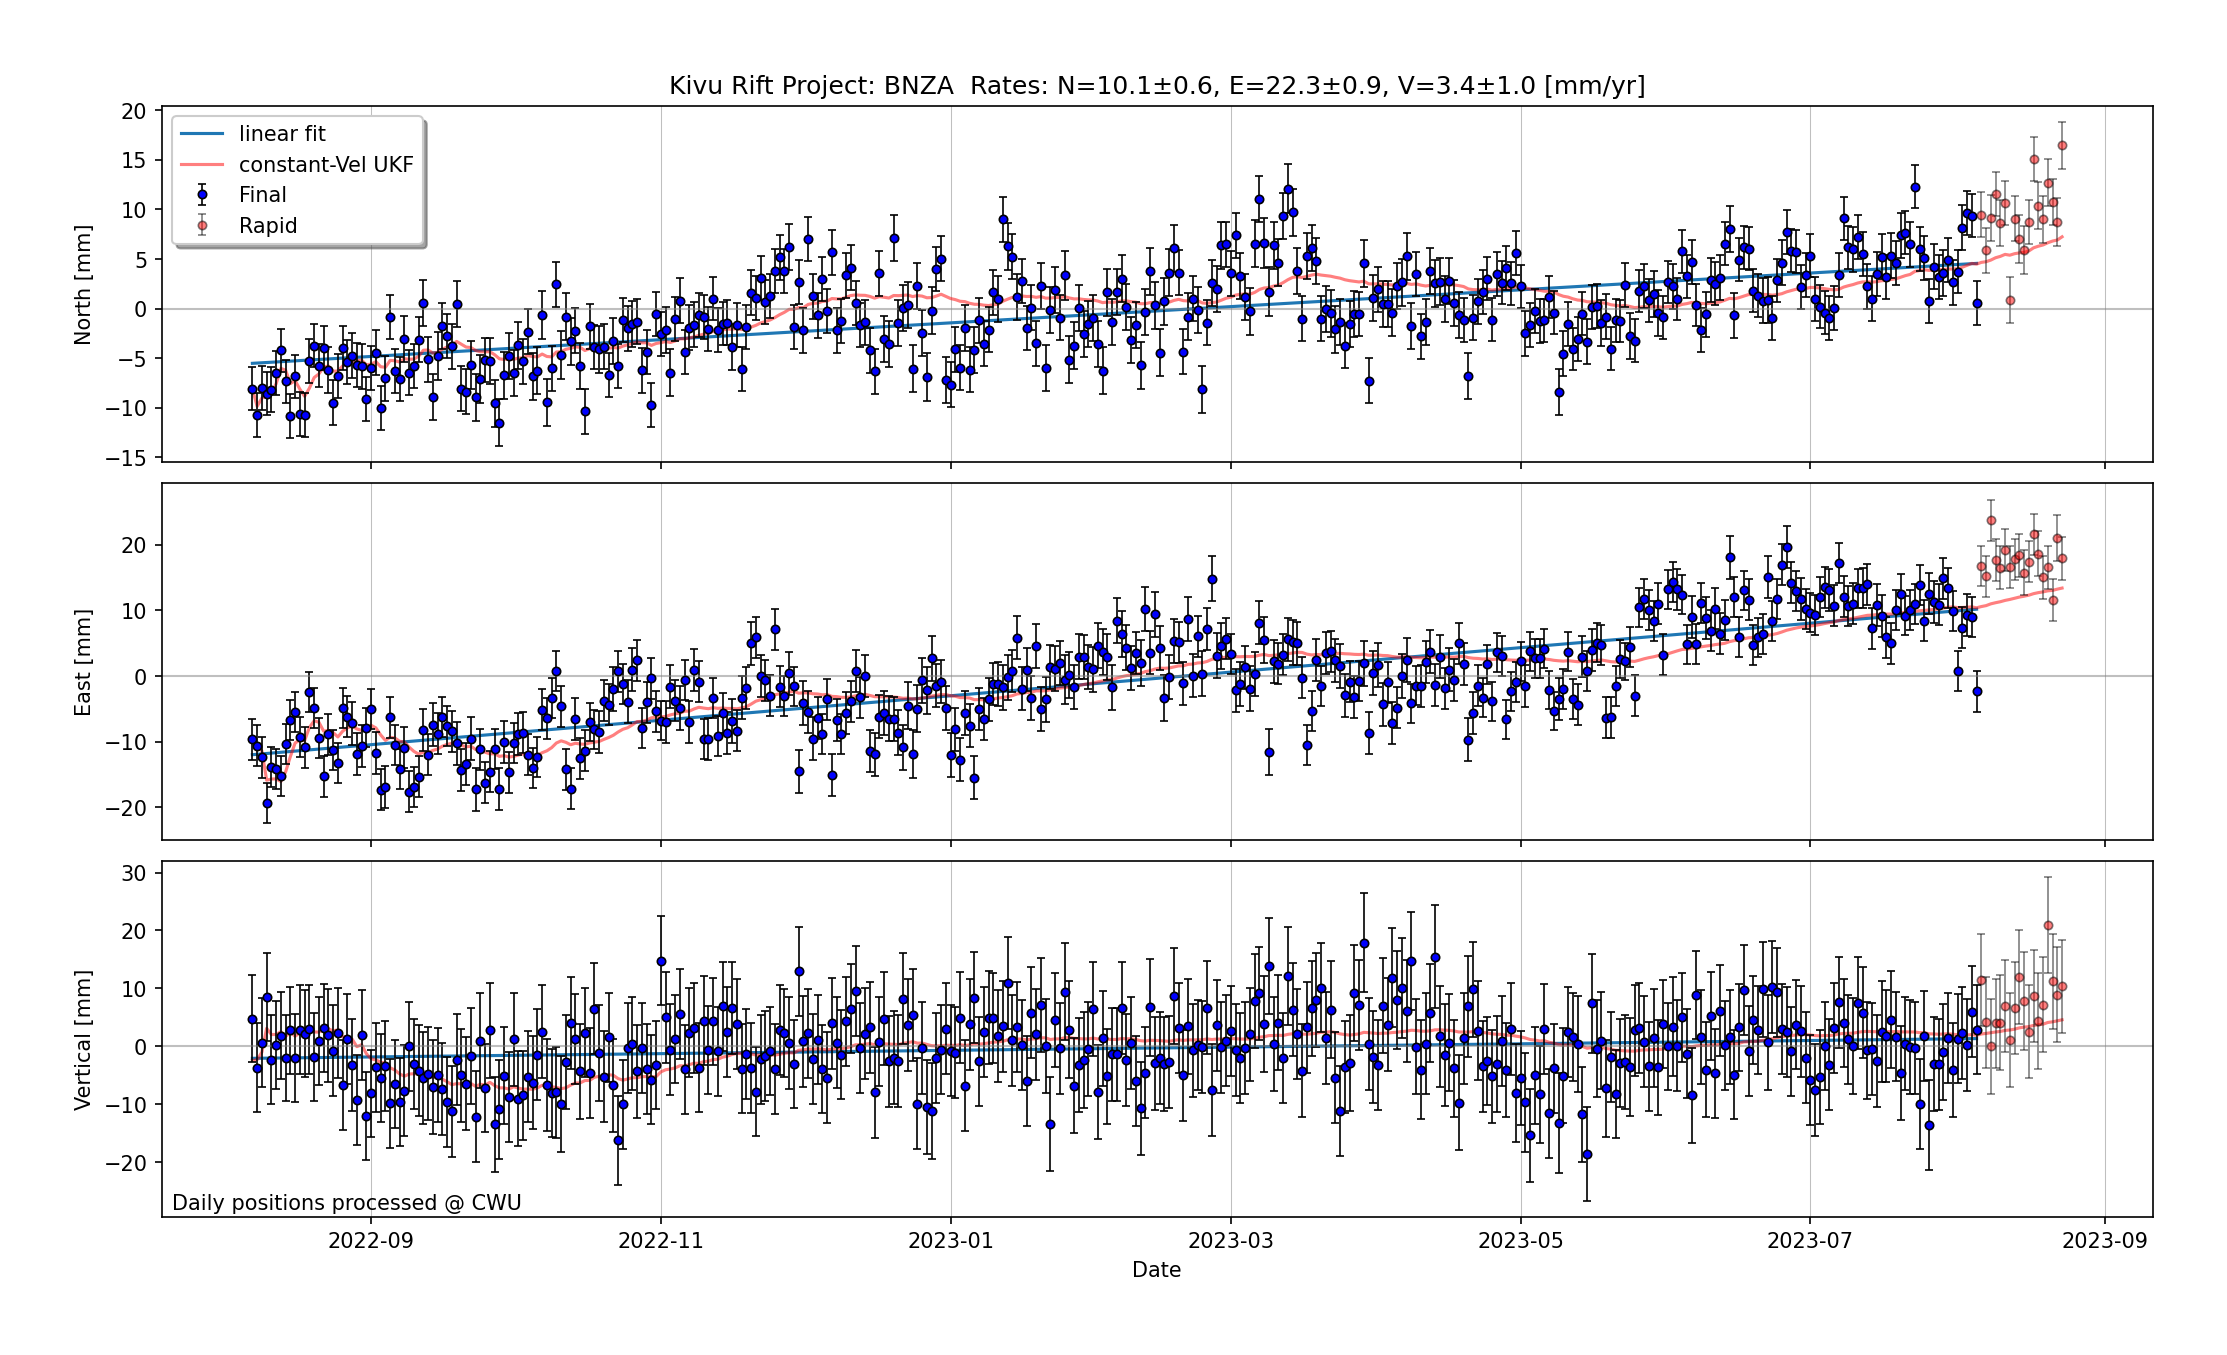 Kivu Rift Project: BNZA  Rates: N=10.1±0.6, E=22.3±0.9, V=3.4±1.0 [mm/yr]
20
15
10
5
0
−5
−10
−15
North [mm]
linear fit
constant-Vel UKF
Final
Rapid
20
10
0
−10
−20
East [mm]
30
20
10
0
−10
−20
Vertical [mm]
Daily positions processed @ CWU
2022-09 2022-11 2023-01 2023-03 2023-05 2023-07 2023-09
Date